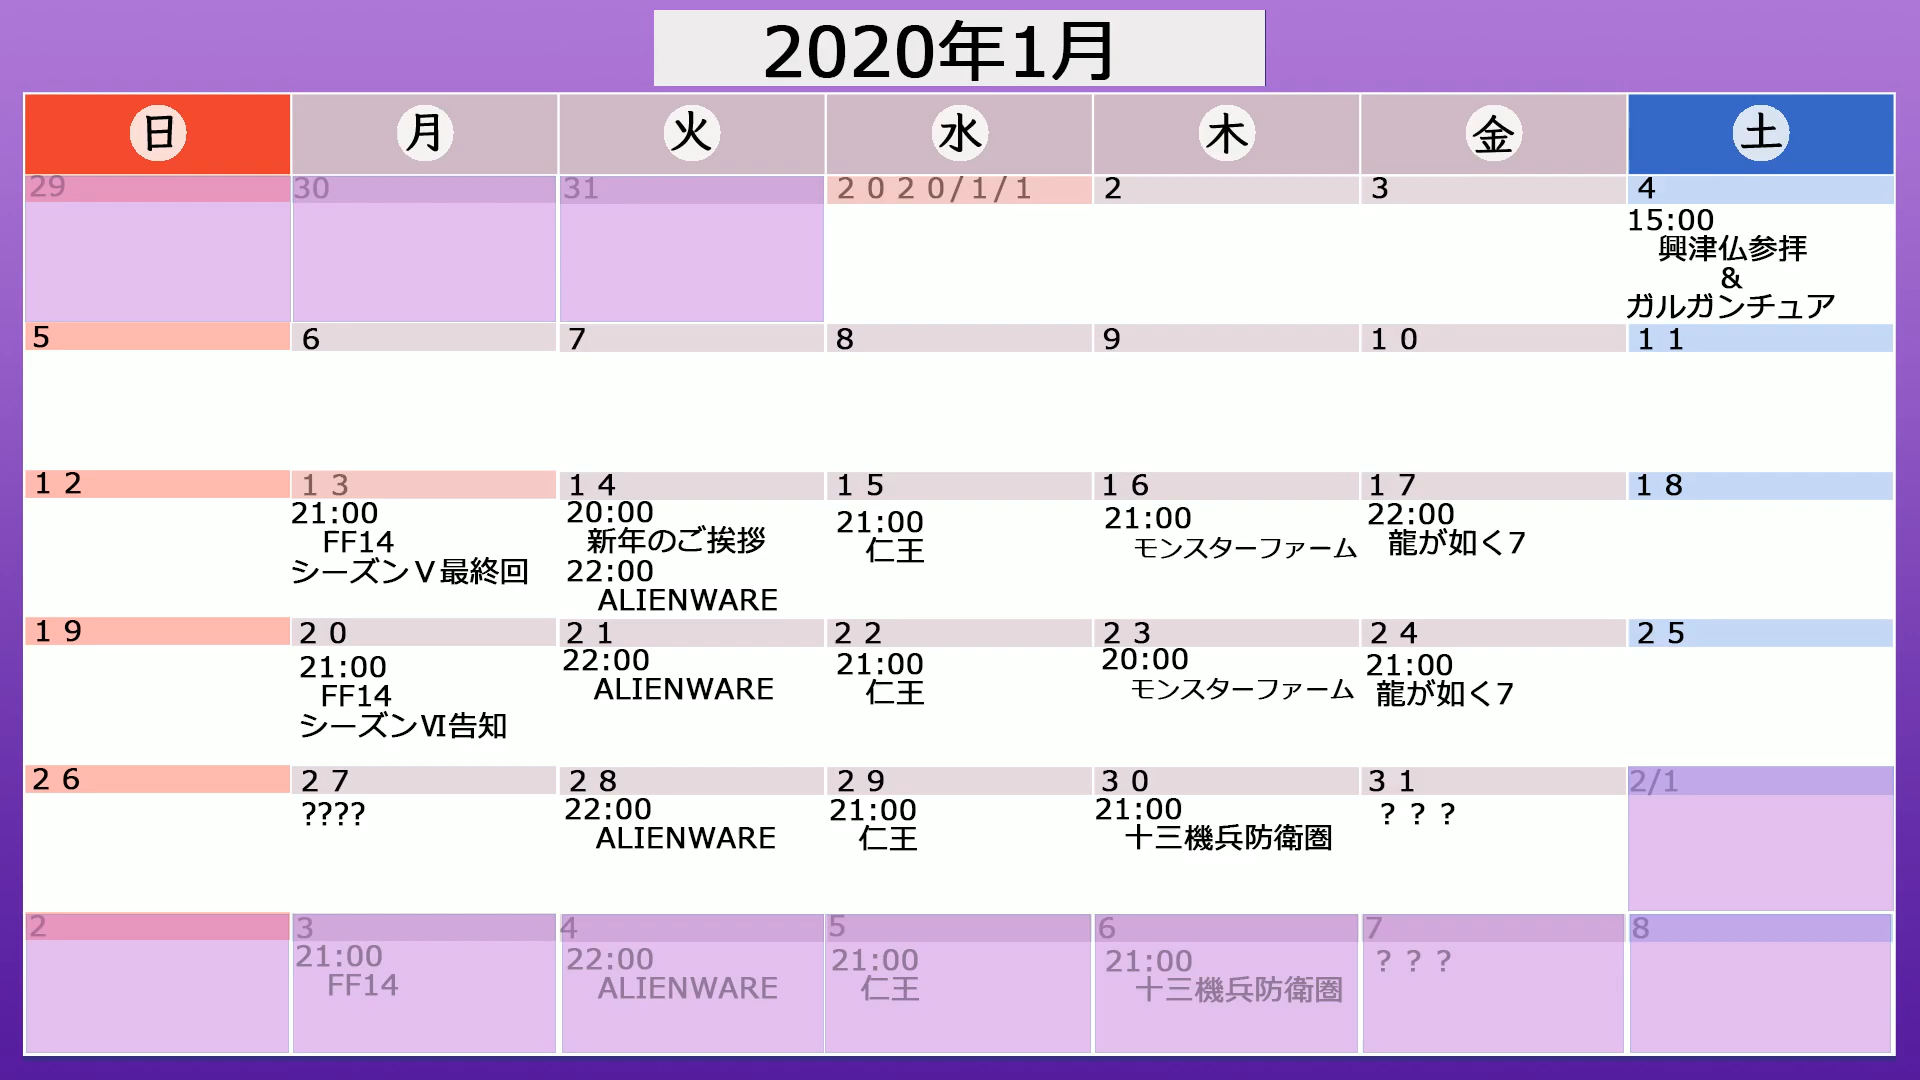 2020年1月
日 月 火 水 木 金 土
29 30 31 2020/1/1 2 3 4
15:00
興津仏参拝
&
ガルガンチュア
5 6 7 8 9 10 11
12 13 14 15 16 17 18
21:00
FF14
シーズンⅤ最終回
20:00
新年のご挨拶
22:00
ALIENWARE
21:00
仁王
21:00
モンスターファーム
22:00
龍が如く7
19 20 21 22 23 24 25
21:00
FF14
シーズンⅥ告知
22:00
ALIENWARE
21:00
仁王
20:00
モンスターファーム
21:00
龍が如く7
26 27 28 29 30 31 2/1
????
22:00
ALIENWARE
21:00
仁王
21:00
十三機兵防衛圏
？？？
2 3 4 5 6 7 8
21:00
FF14
22:00
ALIENWARE
21:00
仁王
21:00
十三機兵防衛圏
？？？